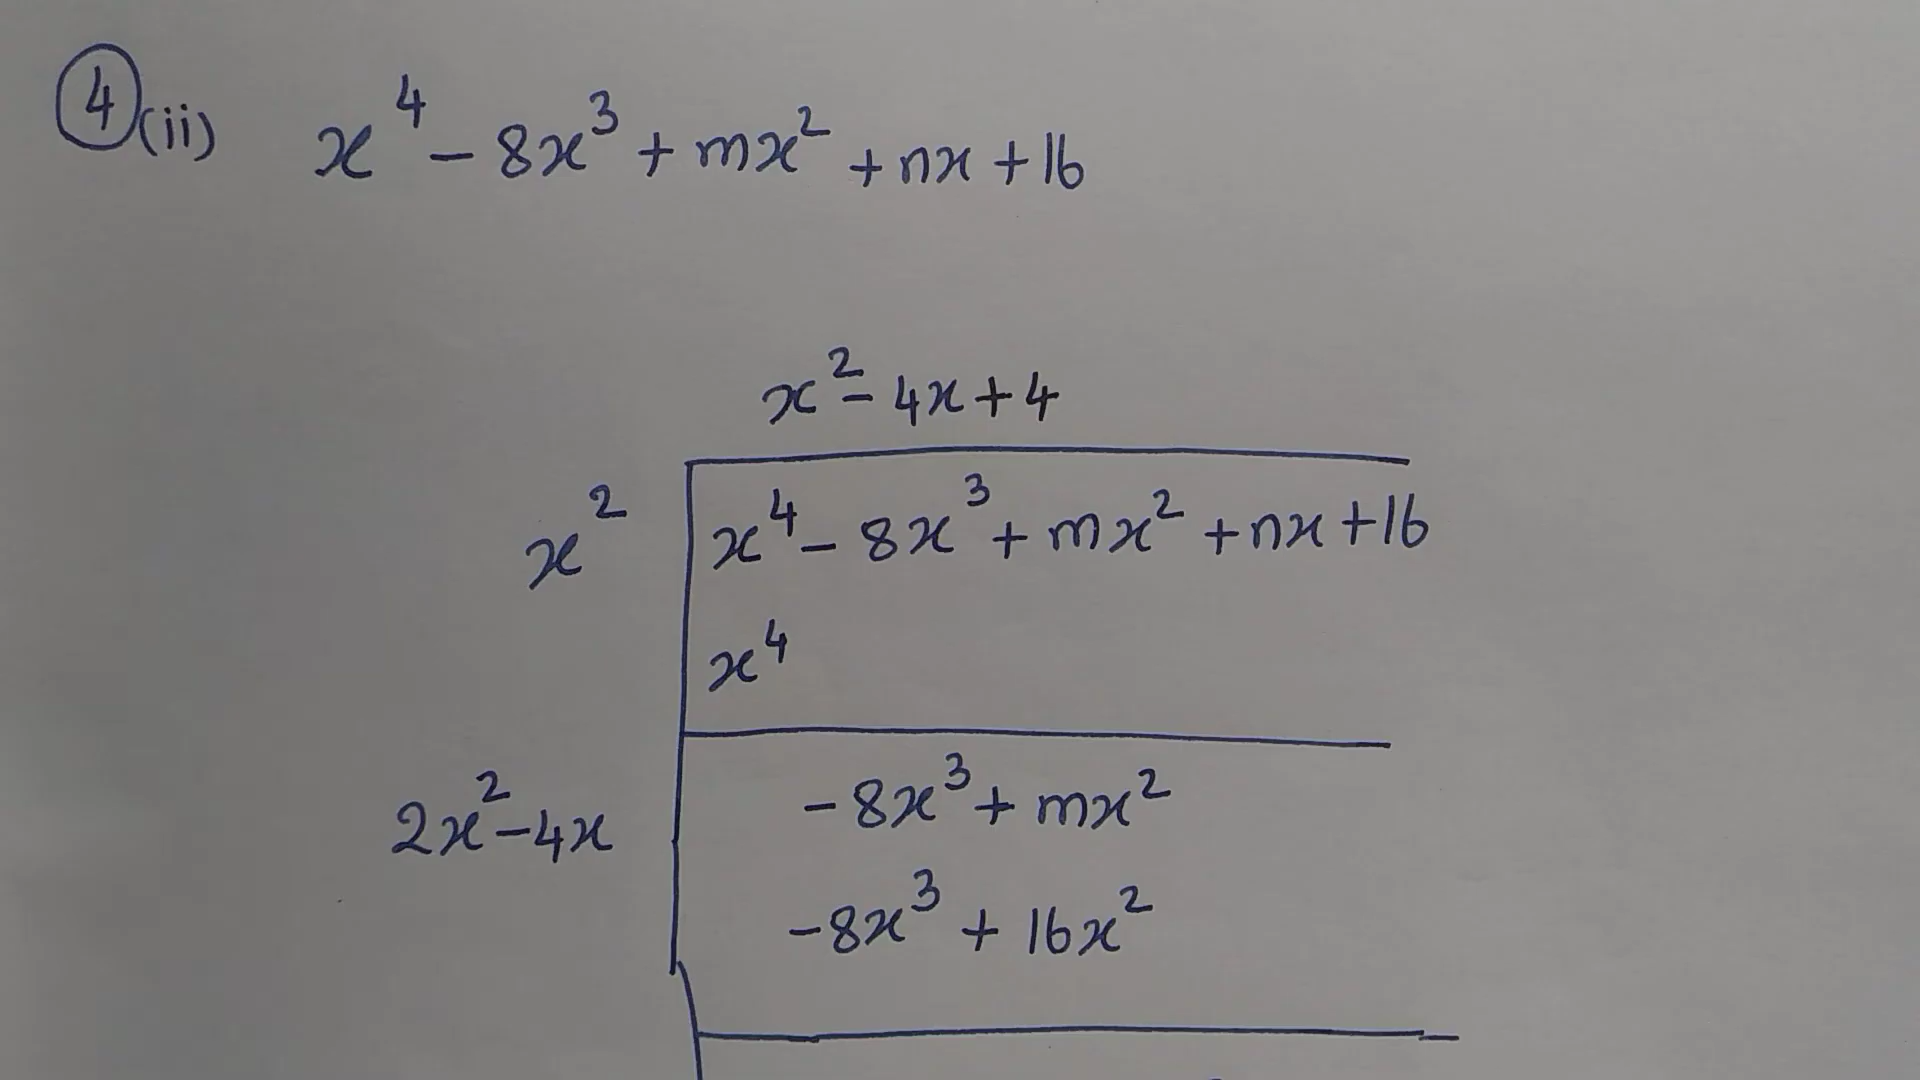 4 (ii) x⁴ - 8x³ + mx² + nx + 16
x² - 4x + 4
x² x⁴ - 8x³ + mx² + nx + 16
x⁴
2x² - 4x - 8x³ + mx²
- 8x³ + 16x²